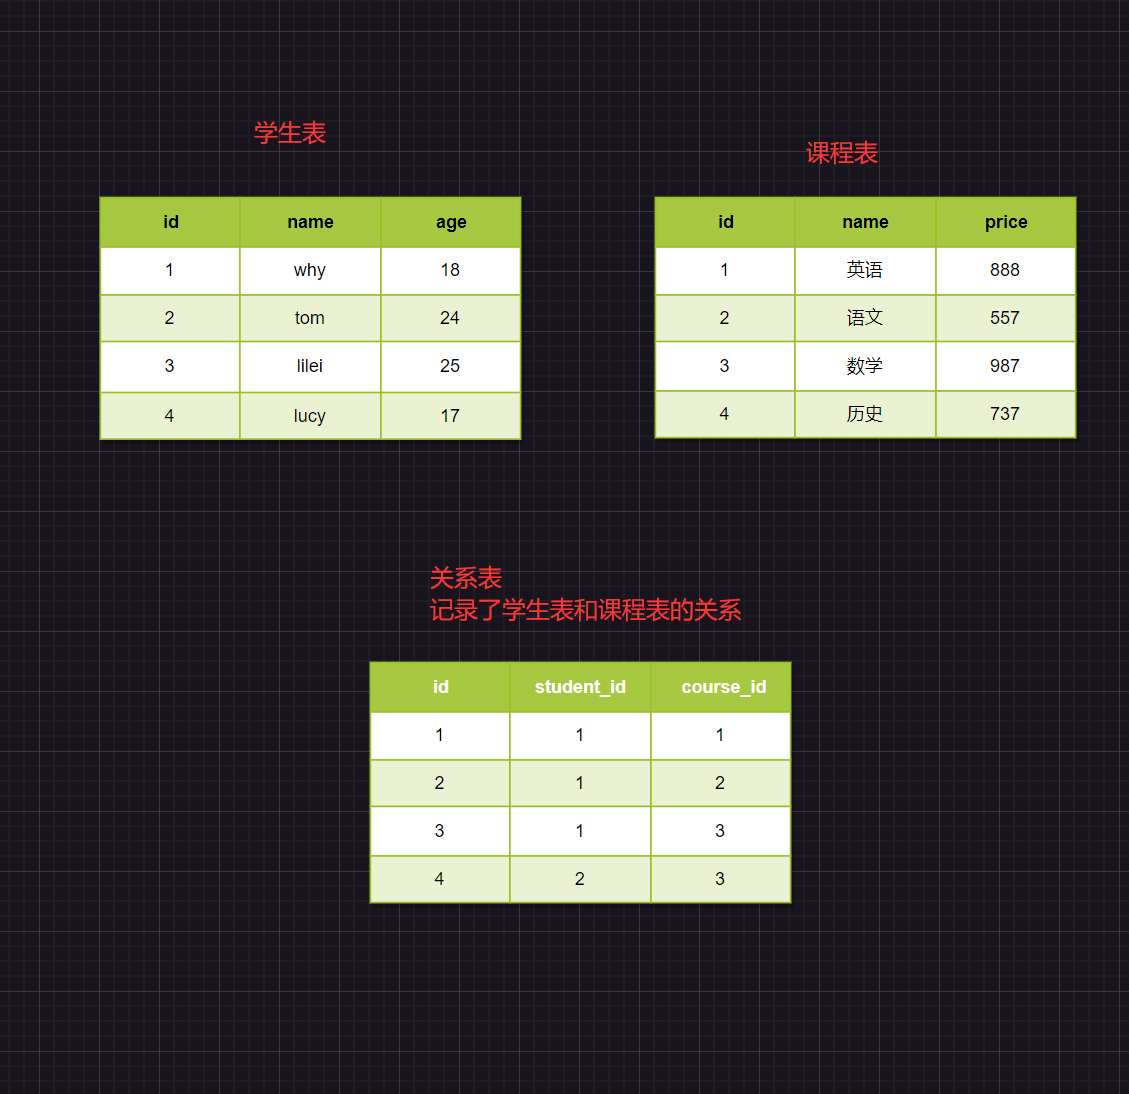 学生表
id name age
1 why 18
2 tom 24
3 lilei 25
4 lucy 17
课程表
id name price
1 英语 888
2 语文 557
3 数学 987
4 历史 737
关系表
记录了学生表和课程表的关系
id student_id course_id
1 1 1
2 1 2
3 1 3
4 2 3